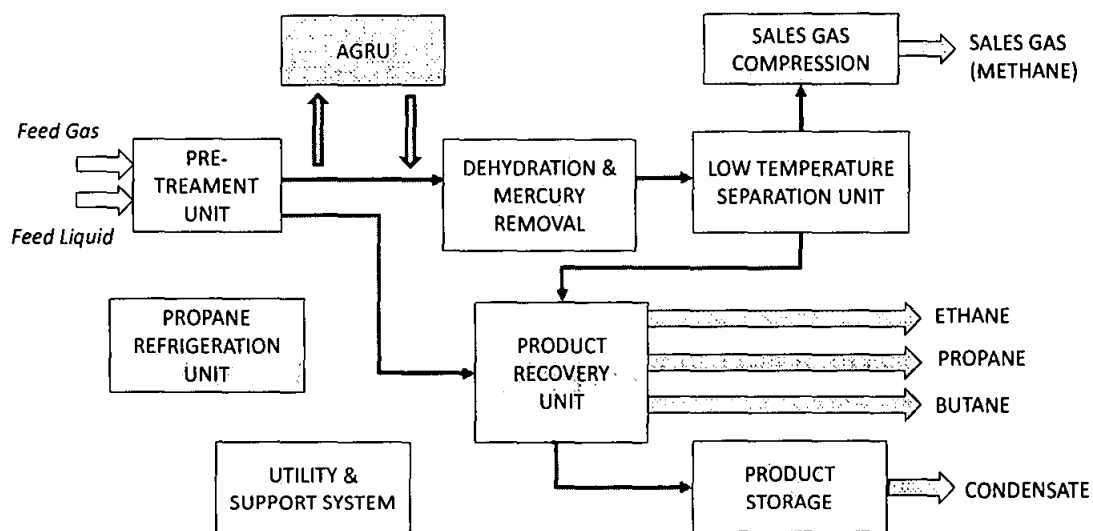 AGRU
SALES GAS
COMPRESSION
SALES GAS
(METHANE)
Feed Gas
Feed Liquid
PRE-
TREAMENT
UNIT
DEHYDRATION &
MERCURY
REMOVAL
LOW TEMPERATURE
SEPARATION UNIT
PROPANE
REFRIGERATION
UNIT
PRODUCT
RECOVERY
UNIT
ETHANE
PROPANE
BUTANE
UTILITY &
SUPPORT SYSTEM
PRODUCT
STORAGE
CONDENSATE